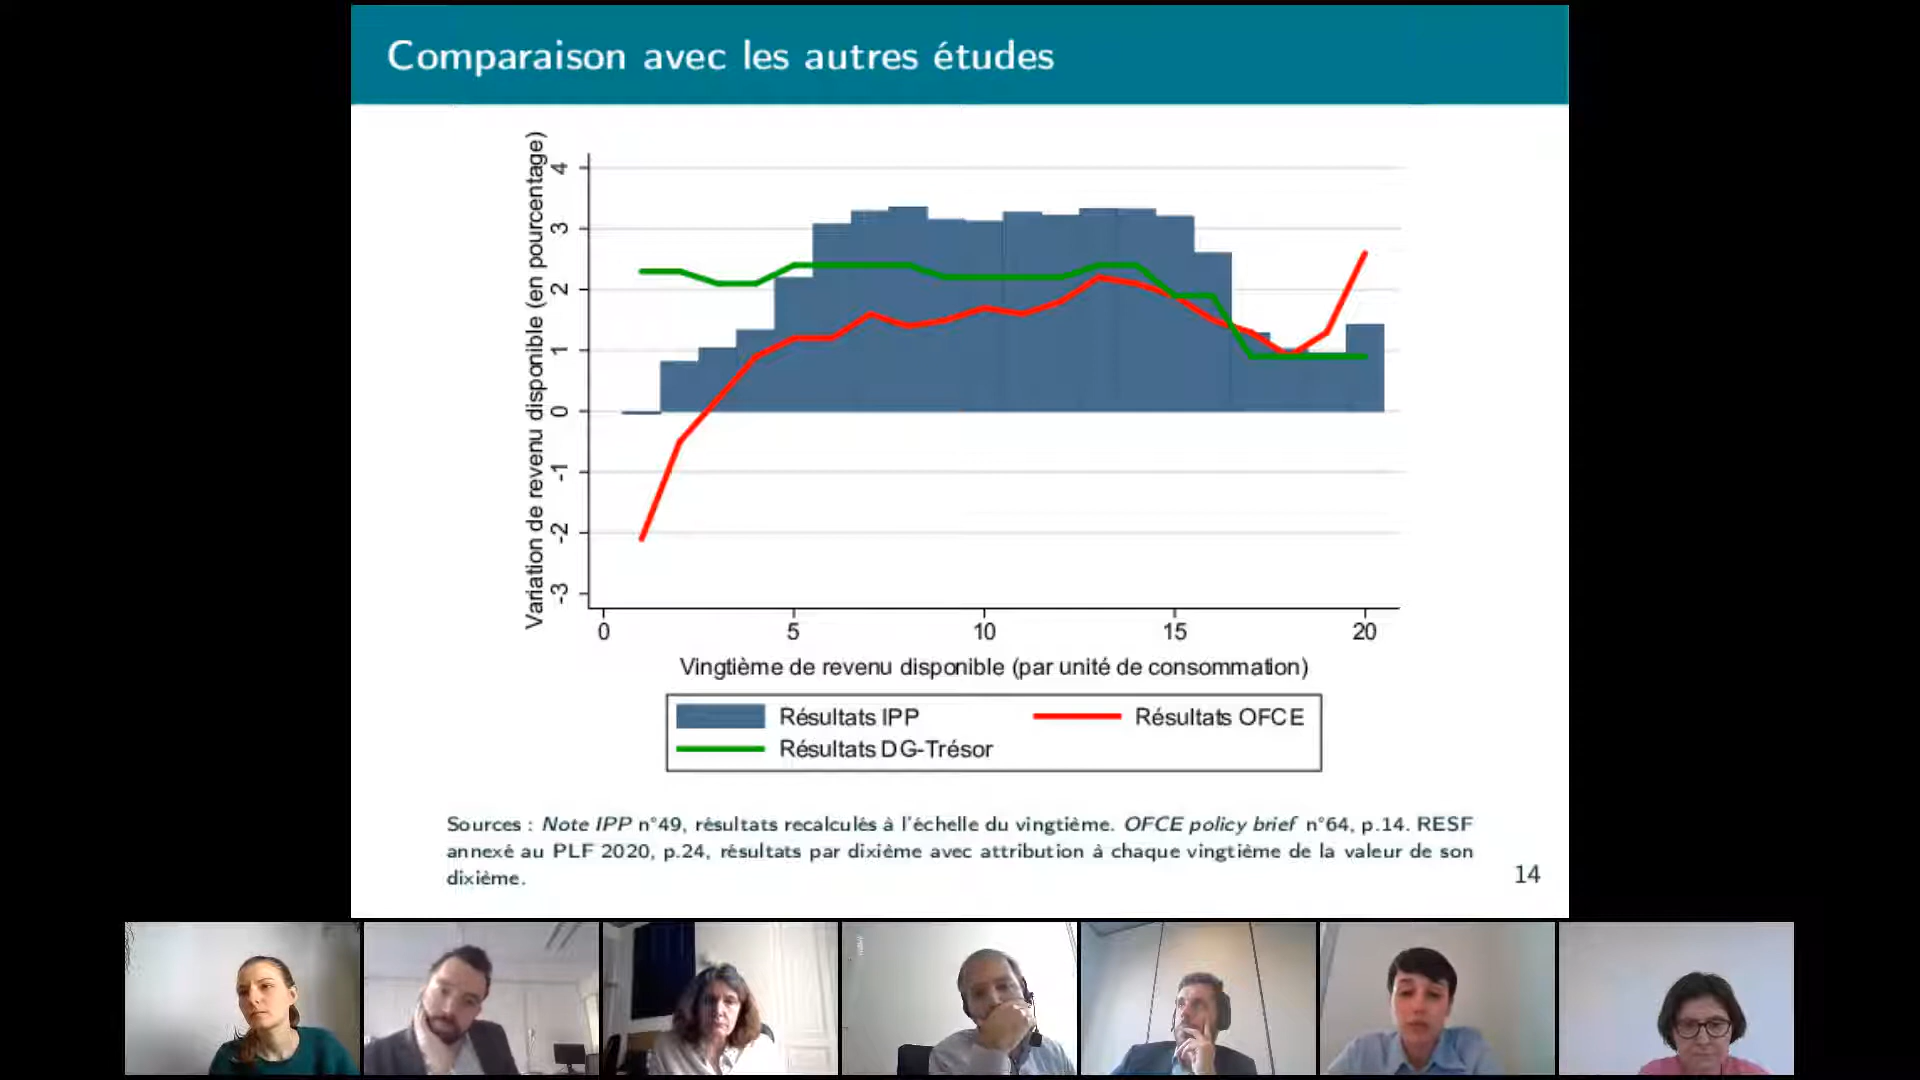 Comparaison avec les autres études
Variation de revenu disponible (en pourcentage)
4
3
2
1
0
-1
-2
-3
0 5 10 15 20
Vingtième de revenu disponible (par unité de consommation)
Résultats IPP Résultats OFCE
Résultats DG-Trésor
Sources : Note IPP n°49, résultats recalculés à l'échelle du vingtième. OFCE policy brief n°64, p.14. RESF
annexé au PLF 2020, p.24, résultats par dixième avec attribution à chaque vingtième de la valeur de son
dixième.
14